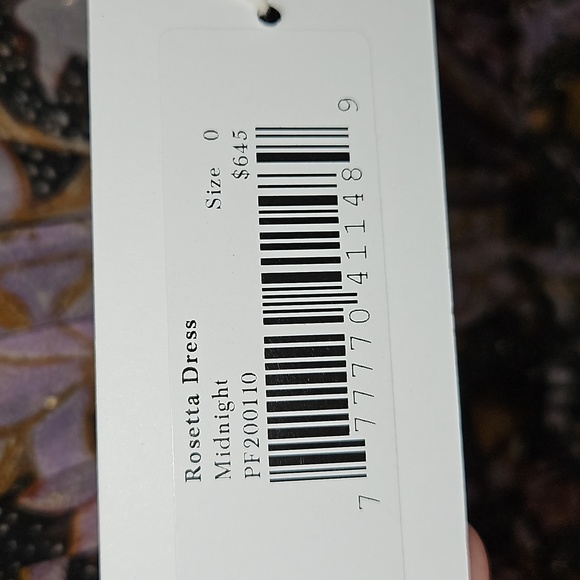 Rosetta Dress
Midnight Size 0
PF200110 $645
7 77770 41148 9